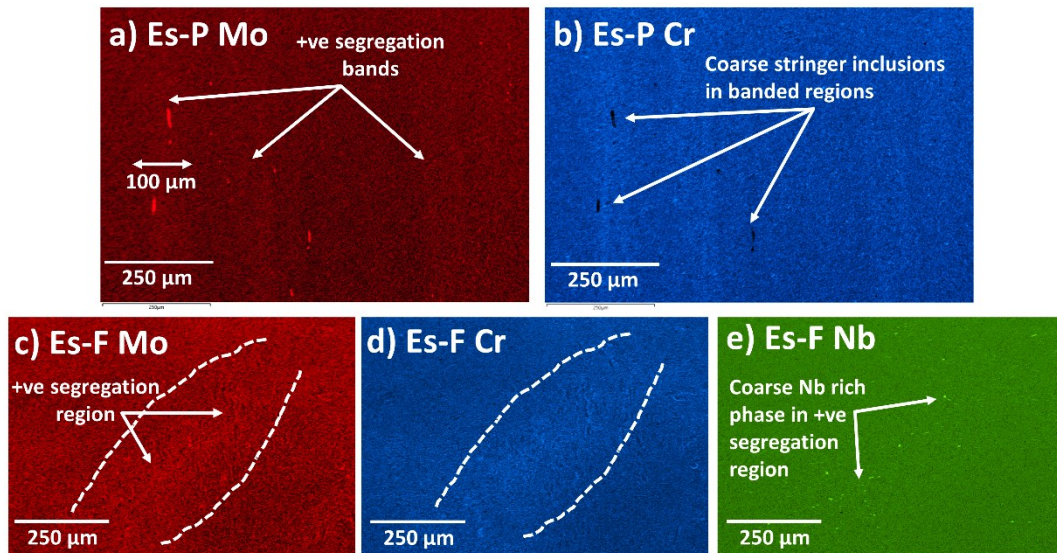 a) Es-P Mo
+ve segregation
bands
100 µm
250 µm
250µm
b) Es-P Cr
Coarse stringer inclusions
in banded regions
250 µm
250µm
c) Es-F Mo
+ve segregation
region
250 µm
d) Es-F Cr
250 µm
e) Es-F Nb
Coarse Nb rich
phase in +ve
segregation
region
250 µm